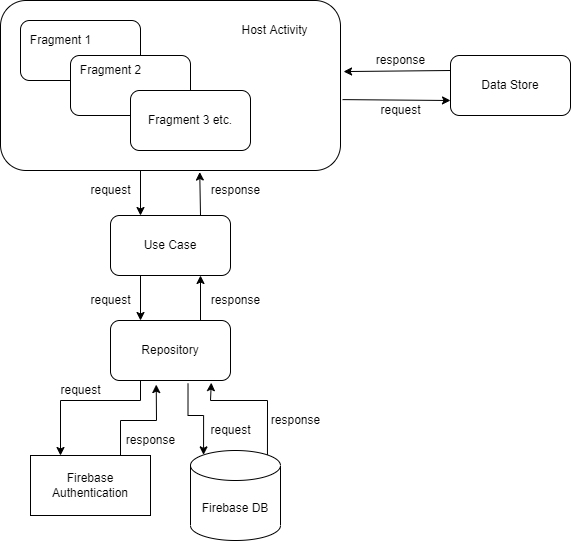 Fragment 1
Host Activity
Fragment 2
Fragment 3 etc.
response
Data Store
request
request
response
Use Case
request
response
Repository
request
response
request
response
Firebase
Authentication
Firebase DB